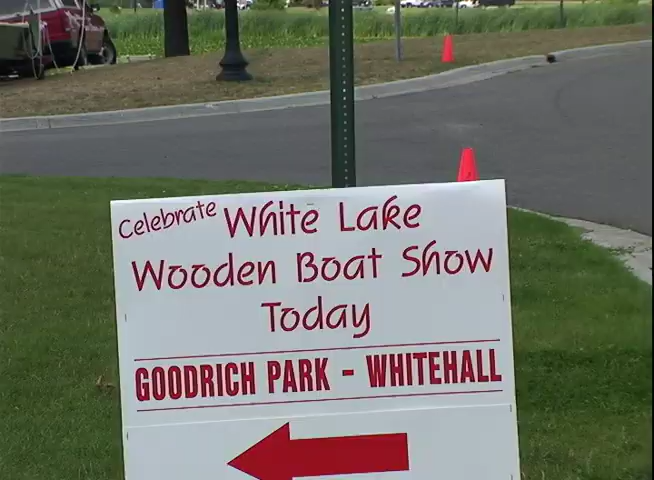 Celebrate White Lake
Wooden Boat Show
Today
GOODRICH PARK - WHITEHALL